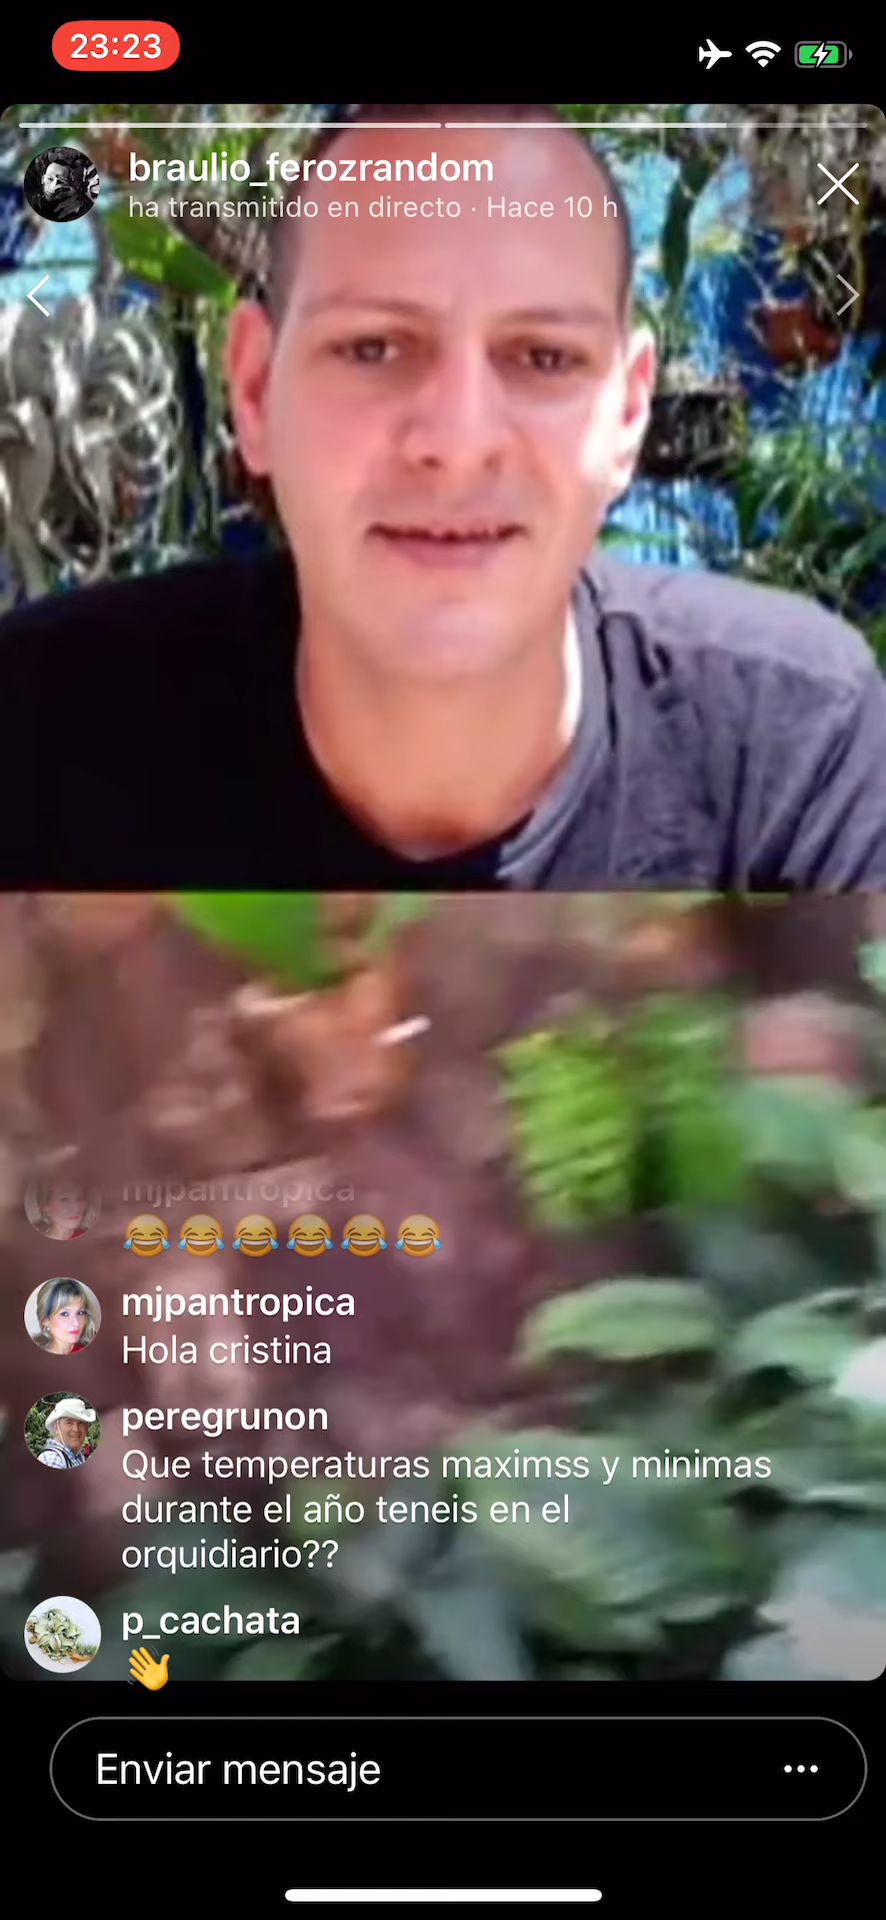 23:23
braulio_ferozrandom
ha transmitido en directo · Hace 10 h
mjpantropica
😂😂😂😂😂😂
mjpantropica
Hola cristina
peregrunon
Que temperaturas maximss y minimas
durante el año teneis en el
orquidiario??
p_cachata
👋
Enviar mensaje